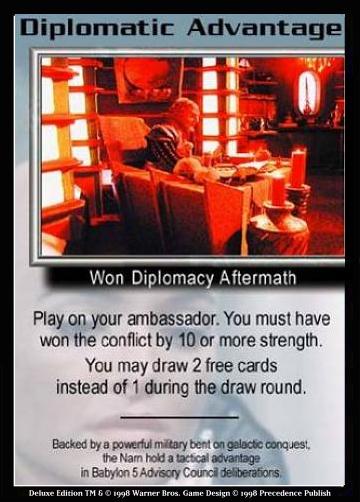 Diplomatic Advantage
Won Diplomacy Aftermath
Play on your ambassador. You must have
won the conflict by 10 or more strength.
You may draw 2 free cards
instead of 1 during the draw round.
Backed by a powerful military bent on galactic conquest,
the Narn hold a tactical advantage
in Babylon 5 Advisory Council deliberations.
Deluxe Edition TM & © 1998 Warner Bros. Game Design © 1998 Precedence Publish